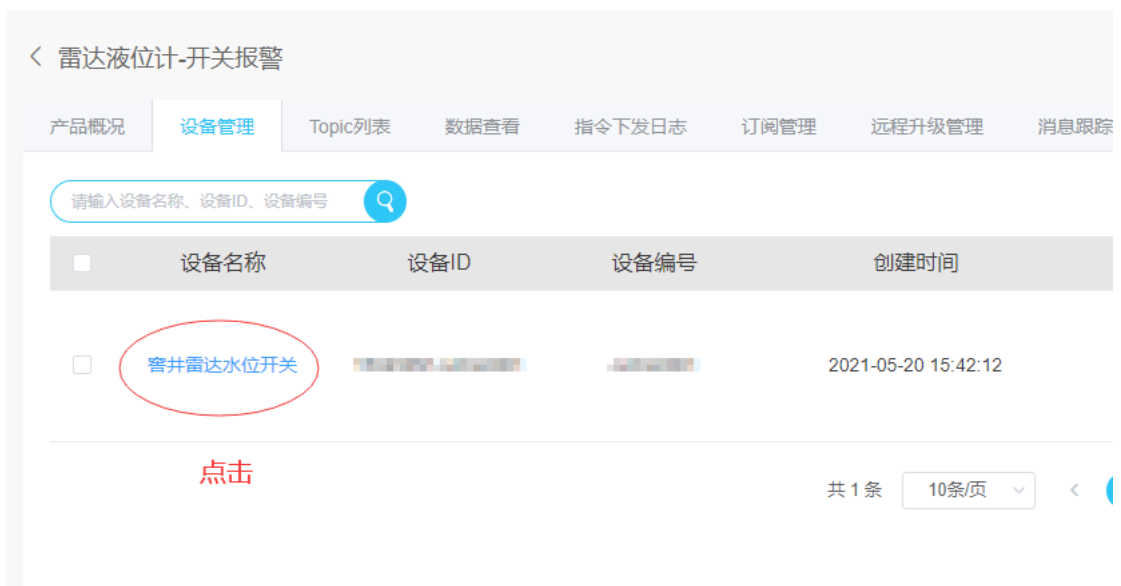 雷达液位计-开关报警
产品概况 设备管理 Topic列表 数据查看 指令下发日志 订阅管理 远程升级管理 消息跟踪
请输入设备名称、设备ID、设备编号
设备名称 设备ID 设备编号 创建时间
窨井雷达水位开关 2021-05-20 15:42:12
点击
共 1 条 10条/页